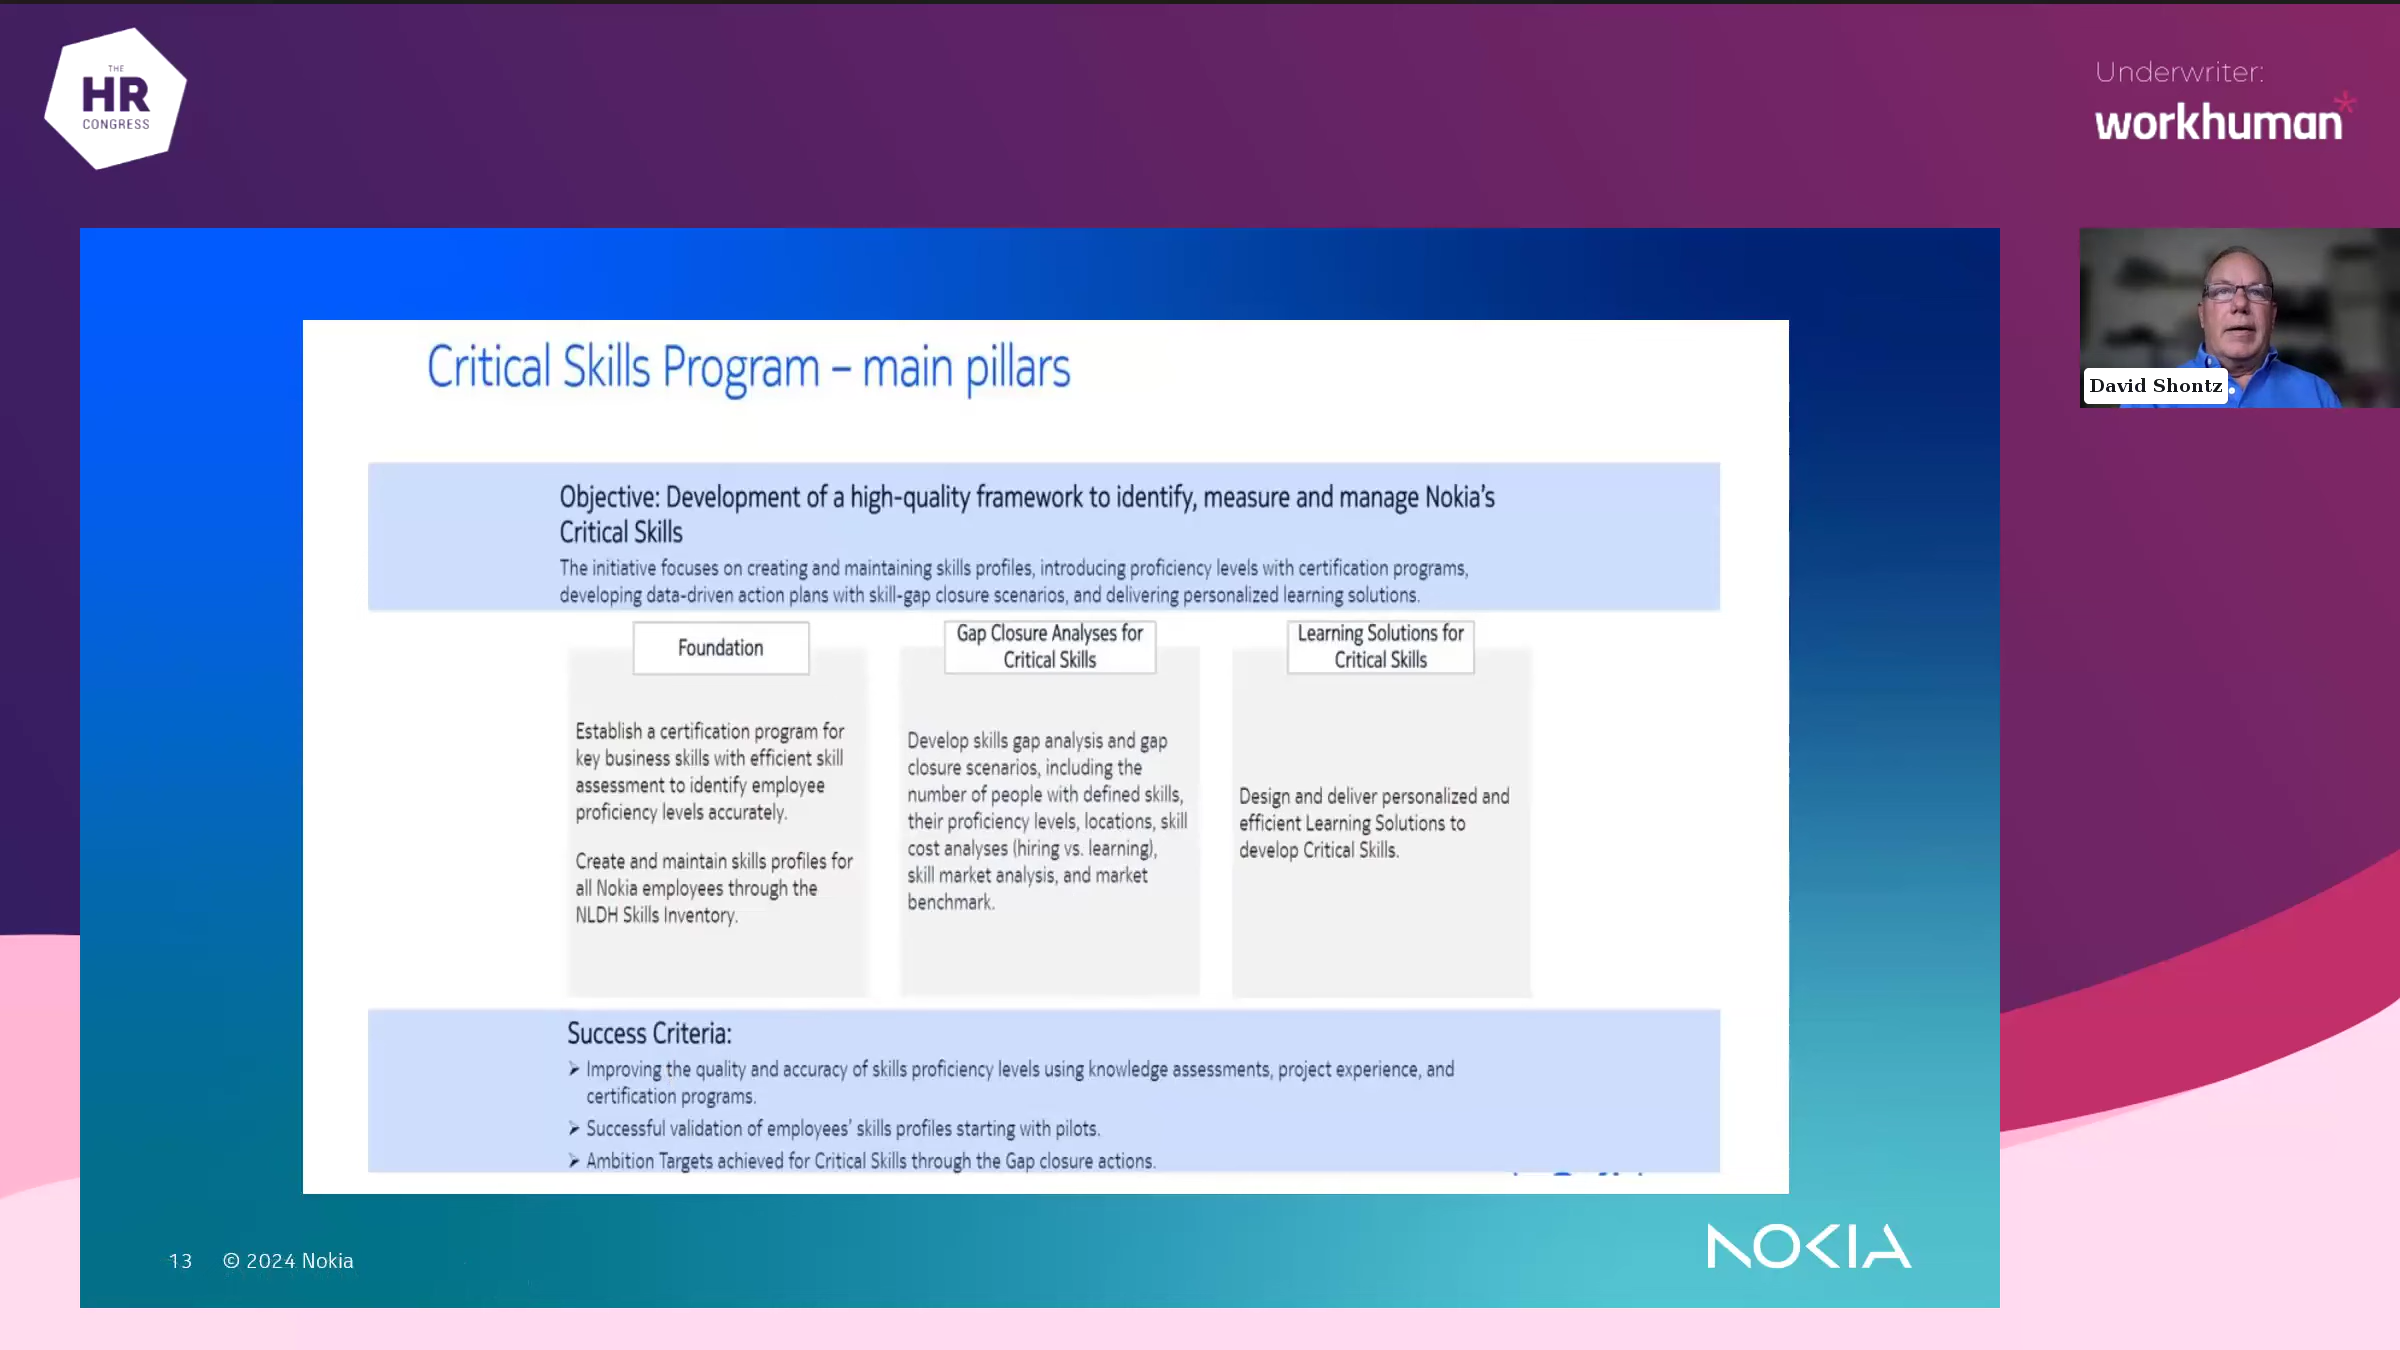 THE
HR
CONGRESS
Underwriter:
workhuman*
David Shontz
Critical Skills Program – main pillars
Objective: Development of a high-quality framework to identify, measure and manage Nokia's
Critical Skills
The initiative focuses on creating and maintaining skills profiles, introducing proficiency levels with certification programs,
developing data-driven action plans with skill-gap closure scenarios, and delivering personalized learning solutions.
Foundation
Establish a certification program for
key business skills with efficient skill
assessment to identify employee
proficiency levels accurately.
Create and maintain skills profiles for
all Nokia employees through the
NLDH Skills Inventory.
Gap Closure Analyses for
Critical Skills
Develop skills gap analysis and gap
closure scenarios, including the
number of people with defined skills,
their proficiency levels, locations, skill
cost analyses (hiring vs. learning),
skill market analysis, and market
benchmark.
Learning Solutions for
Critical Skills
Design and deliver personalized and
efficient Learning Solutions to
develop Critical Skills.
Success Criteria:
➢ Improving the quality and accuracy of skills proficiency levels using knowledge assessments, project experience, and
certification programs.
➢ Successful validation of employees' skills profiles starting with pilots.
➢ Ambition Targets achieved for Critical Skills through the Gap closure actions.
13 © 2024 Nokia
NOKIA